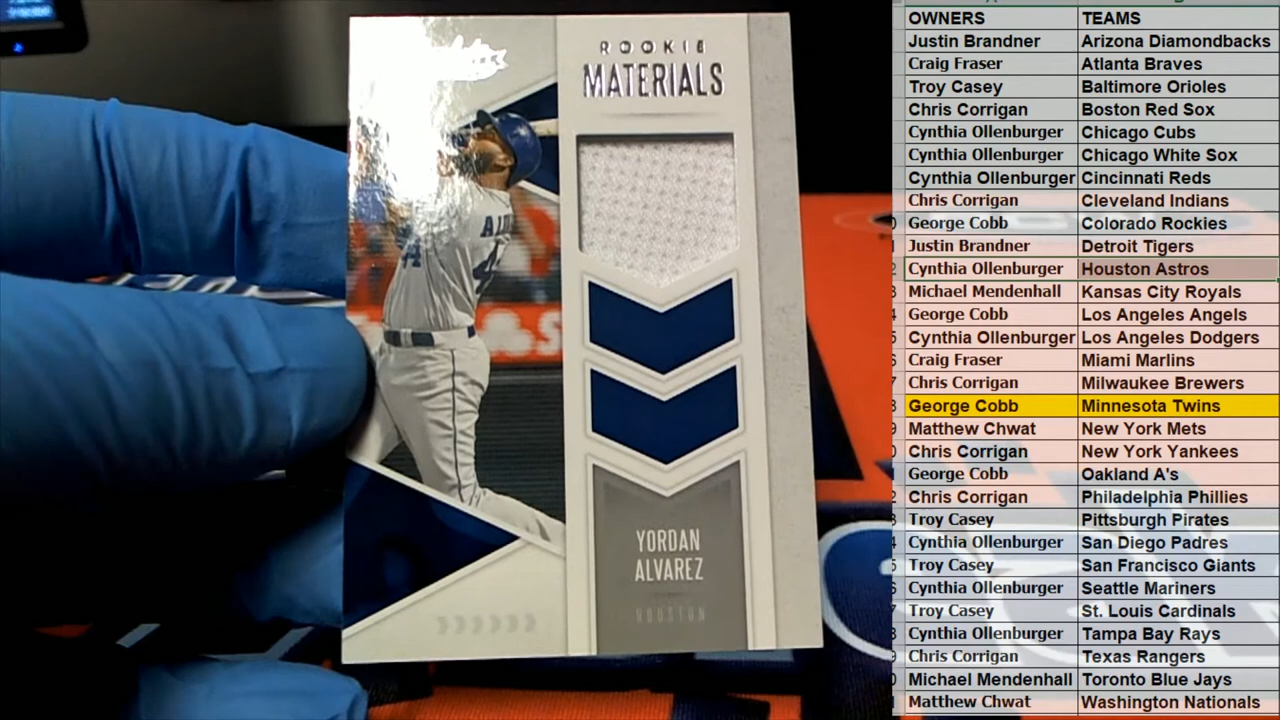 ROOKIE
MATERIALS
YORDAN
ALVAREZ
HOUSTON
44
OWNERS TEAMS
Justin Brandner Arizona Diamondbacks
Craig Fraser Atlanta Braves
Troy Casey Baltimore Orioles
Chris Corrigan Boston Red Sox
Cynthia Ollenburger Chicago Cubs
Cynthia Ollenburger Chicago White Sox
Cynthia Ollenburger Cincinnati Reds
Chris Corrigan Cleveland Indians
George Cobb Colorado Rockies
Justin Brandner Detroit Tigers
Cynthia Ollenburger Houston Astros
Michael Mendenhall Kansas City Royals
George Cobb Los Angeles Angels
Cynthia Ollenburger Los Angeles Dodgers
Craig Fraser Miami Marlins
Chris Corrigan Milwaukee Brewers
George Cobb Minnesota Twins
Matthew Chwat New York Mets
Chris Corrigan New York Yankees
George Cobb Oakland A's
Chris Corrigan Philadelphia Phillies
Troy Casey Pittsburgh Pirates
Cynthia Ollenburger San Diego Padres
Troy Casey San Francisco Giants
Cynthia Ollenburger Seattle Mariners
Troy Casey St. Louis Cardinals
Cynthia Ollenburger Tampa Bay Rays
Chris Corrigan Texas Rangers
Michael Mendenhall Toronto Blue Jays
Matthew Chwat Washington Nationals